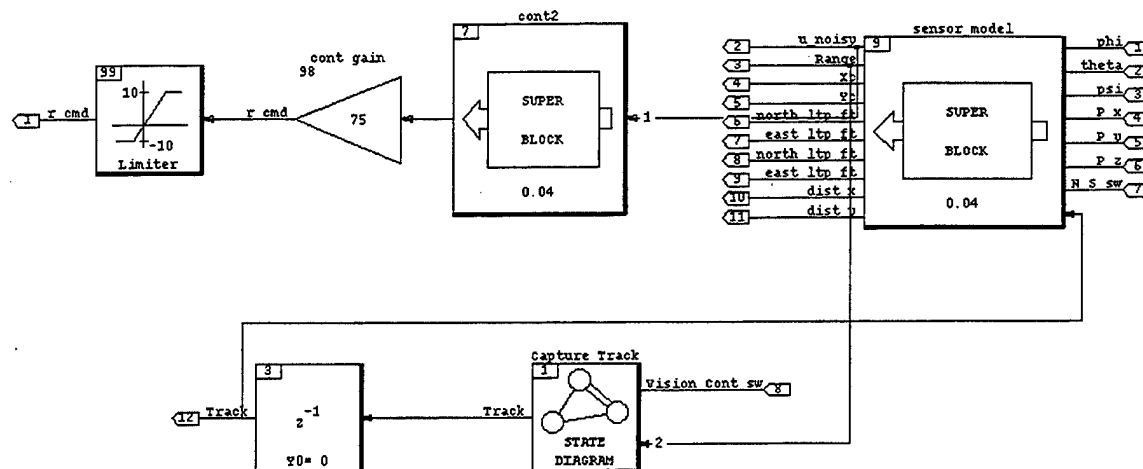 cont2
7
SUPER
BLOCK
0.04
cont gain
98
75
99
10
-10
Limiter
r cmd
1
r cmd
1
sensor model
9
SUPER
BLOCK
0.04
2 u_noisy
3 Range
4 Xc
5 Yc
6 north ltp ft
7 east ltp ft
8 north ltp ft
9 east ltp ft
10 dist x
11 dist y
phi 1
theta 2
psi 3
P x 4
P y 5
P z 6
N S sw 7
Capture Track
1
STATE
DIAGRAM
Vision Cont sw 8
2
Track
3
z-1
Y0= 0
12 Track